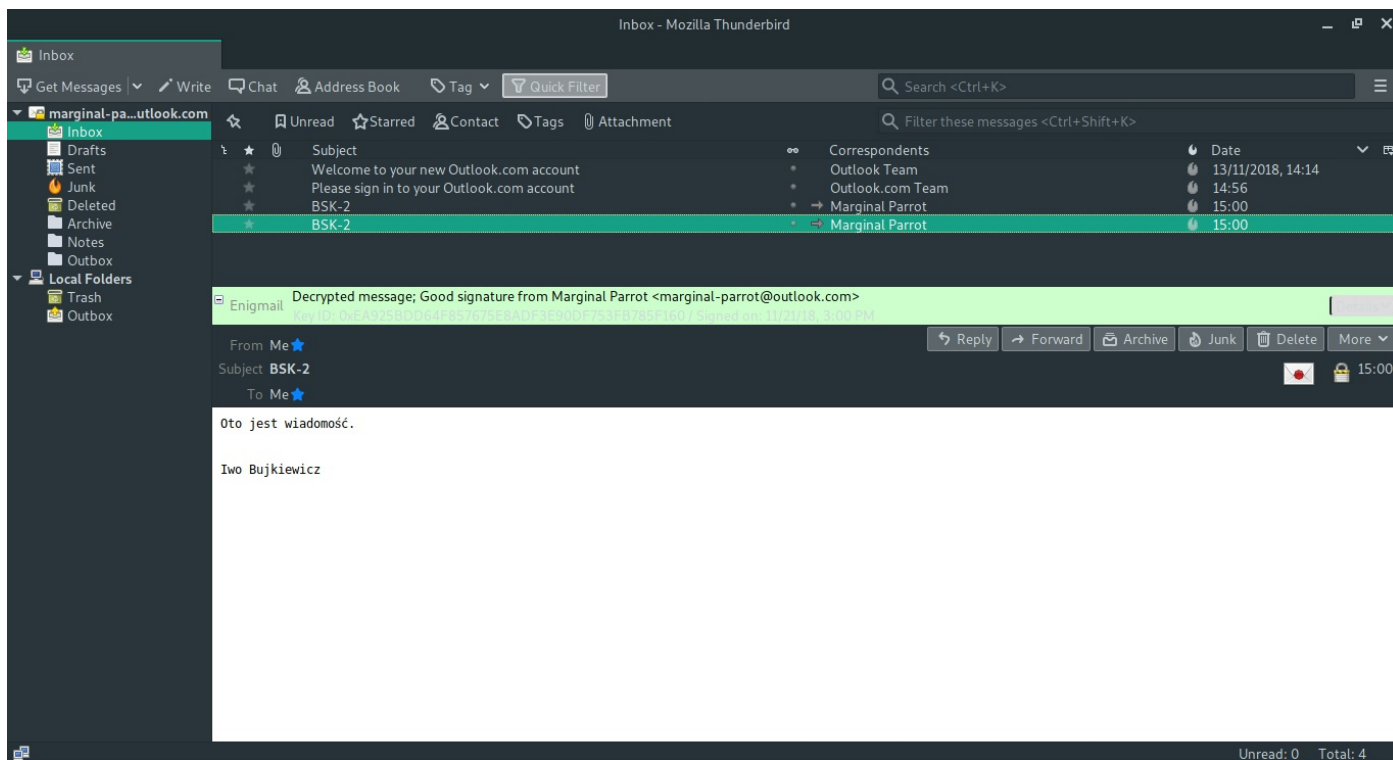 Inbox - Mozilla Thunderbird
Inbox
Get Messages Write Chat Address Book Tag Quick Filter Search <Ctrl+K>
marginal-pa...utlook.com
Inbox
Drafts
Sent
Junk
Deleted
Archive
Notes
Outbox
Local Folders
Trash
Outbox
Unread Starred Contact Tags Attachment Filter these messages <Ctrl+Shift+K>
Subject Correspondents Date
Welcome to your new Outlook.com account Outlook Team 13/11/2018, 14:14
Please sign in to your Outlook.com account Outlook.com Team 14:56
BSK-2 Marginal Parrot 15:00
BSK-2 Marginal Parrot 15:00
Enigmail Decrypted message; Good signature from Marginal Parrot <marginal-parrot@outlook.com>
Key ID: 0xEA925BDD64F857675E8ADF3E90DF753FB785F160 / Signed on: 11/21/18, 3:00 PM
From Me Reply Forward Archive Junk Delete More
Subject BSK-2 15:00
To Me
Oto jest wiadomość.
Iwo Bujkiewicz
Unread: 0 Total: 4